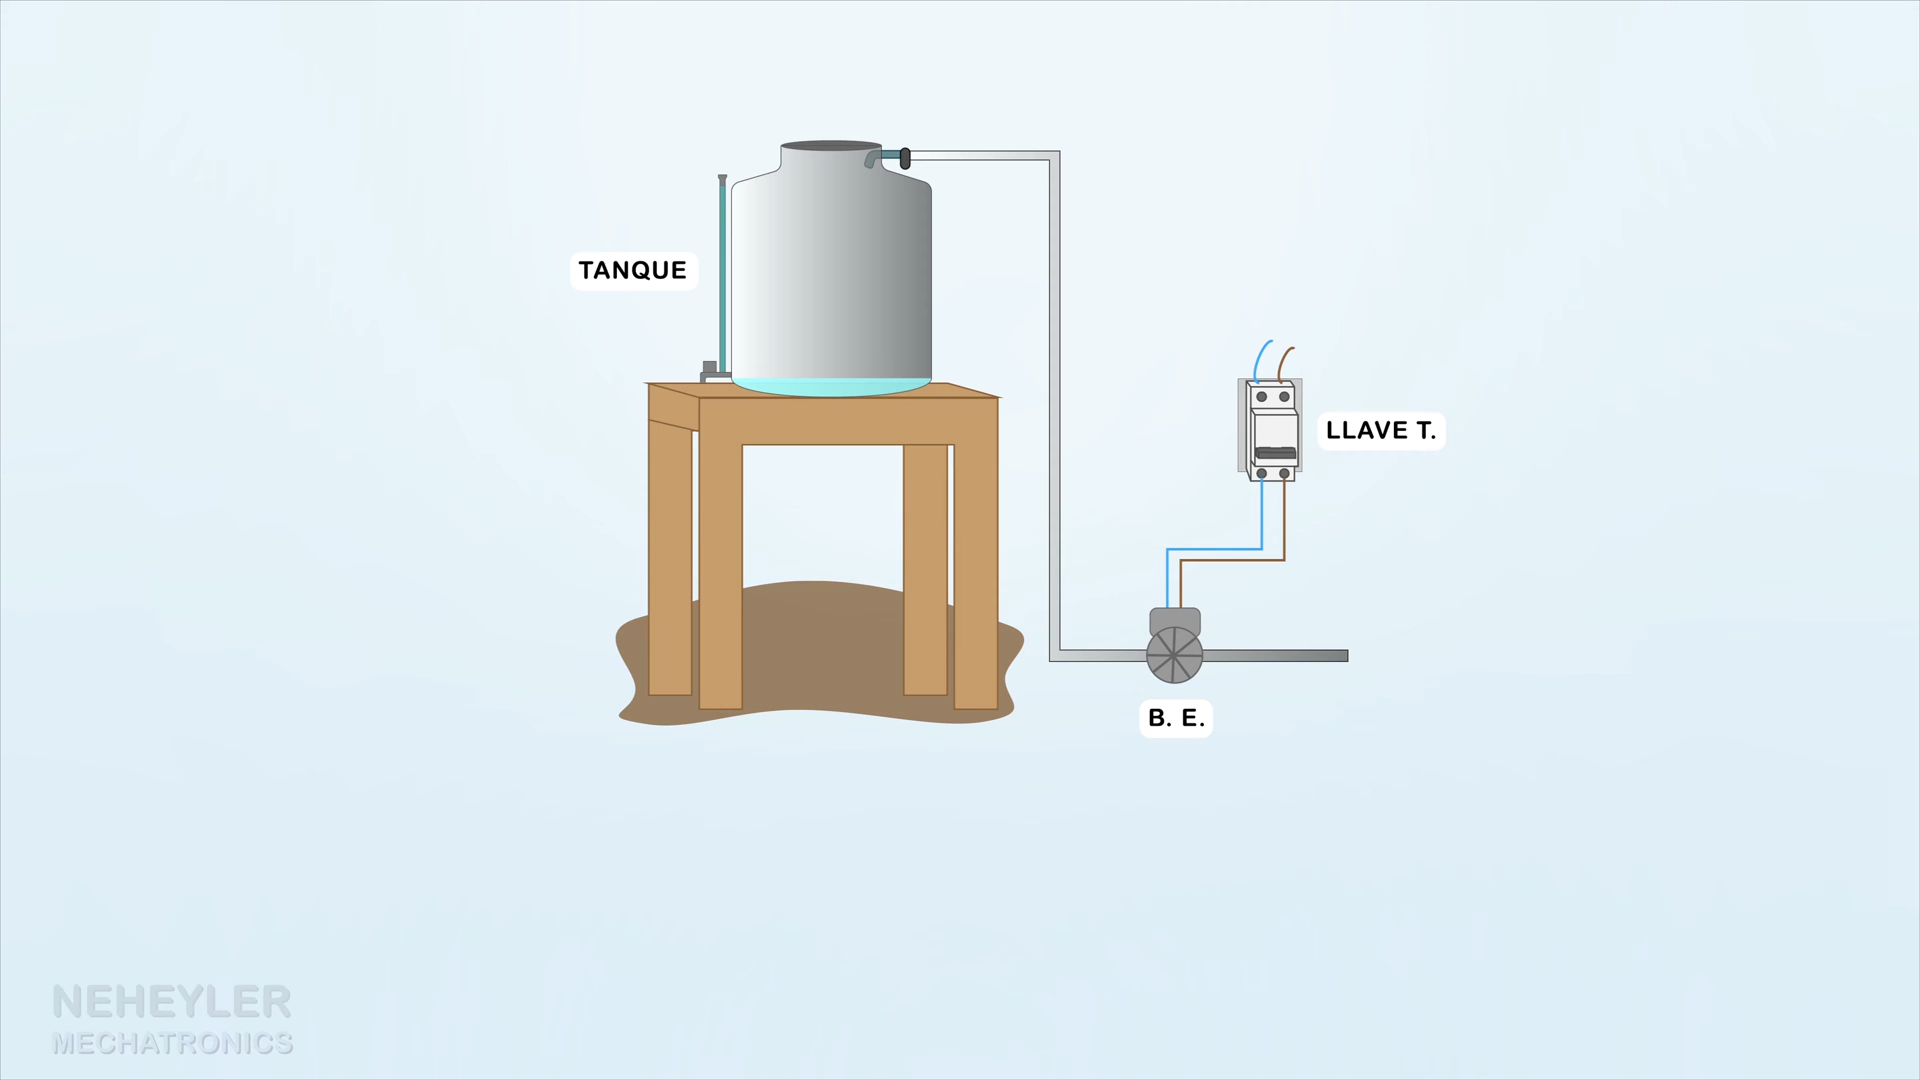 TANQUE
LLAVE T.
B. E.
NEHEYLER
MECHATRONICS